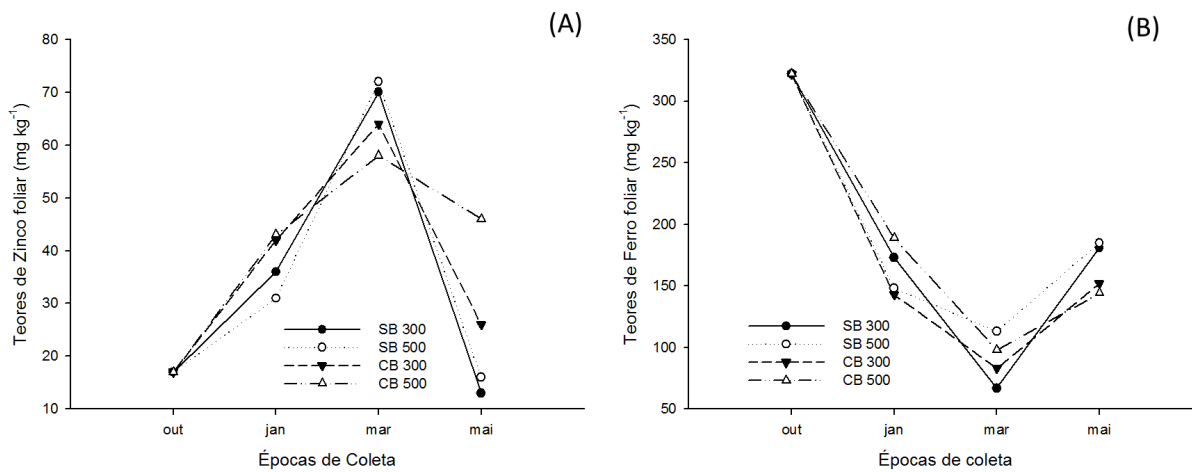 (A)
Teores de Zinco foliar (mg kg⁻¹)
80
70
60
50
40
30
20
10
SB 300
SB 500
CB 300
CB 500
out jan mar mai
Épocas de Coleta
(B)
Teores de Ferro foliar (mg kg⁻¹)
350
300
250
200
150
100
50
SB 300
SB 500
CB 300
CB 500
out jan mar mai
Épocas de coleta